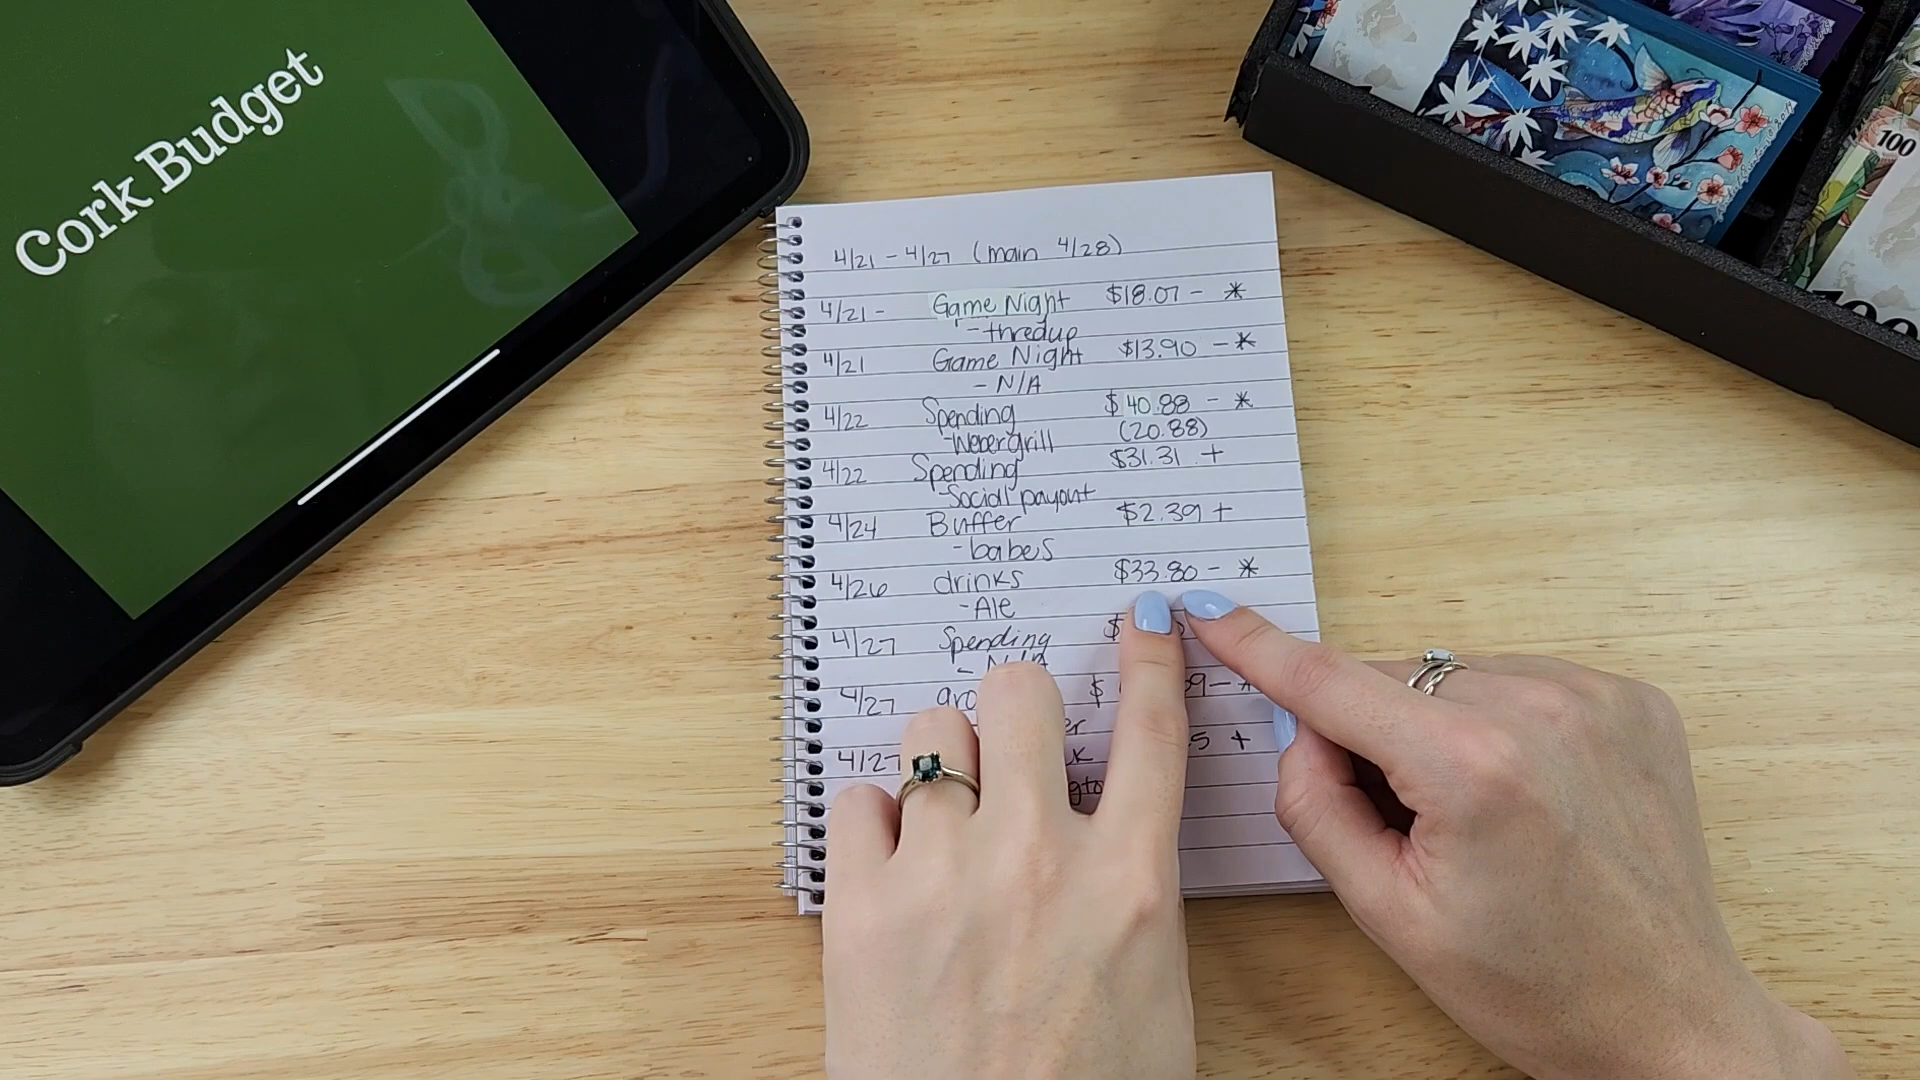 Cork Budget
4/21 - 4/27 (main 4/28)
4/21 - Game Night $18.07 - *
- thredup
4/21 Game Night $13.90 - *
- N/A
4/22 Spending $40.88 - *
- Weber grill (20.88)
4/22 Spending $31.31 +
- Social payout
4/24 Buffer $2.39 +
- babes
4/26 drinks $33.80 - *
- Ale
4/27 Spending $
- N/A
4/27 $ 9 - *
4/27 5 +
100